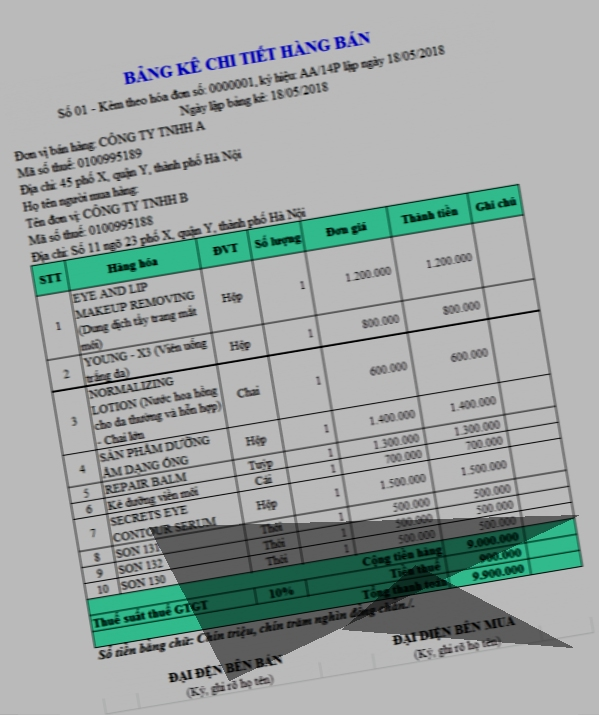 BẢNG KÊ CHI TIẾT HÀNG BÁN
Số 01 - Kèm theo hóa đơn số: 0000001, ký hiệu: AA/14P lập ngày 18/05/2018
Ngày lập bảng kê: 18/05/2018
Đơn vị bán hàng: CÔNG TY TNHH A
Mã số thuế: 0100995189
Địa chỉ: 45 phố X, quận Y, thành phố Hà Nội
Họ tên người mua hàng:
Tên đơn vị: CÔNG TY TNHH B
Mã số thuế: 0100995188
Địa chỉ: Số 11 ngõ 23 phố X, quận Y, thành phố Hà Nội
STT Hàng hóa ĐVT Số lượng Đơn giá Thành tiền Ghi chú
1 EYE AND LIP MAKEUP REMOVING (Dung dịch tẩy trang mắt môi) Hộp 1 1.200.000 1.200.000
2 YOUNG - X3 (Viên uống trắng da) Hộp 1 800.000 800.000
3 NORMALIZING LOTION (Nước hoa hồng cho da thường và hỗn hợp) - Chai lớn Chai 1 600.000 600.000
4 SẢN PHẨM DƯỠNG ẨM DẠNG ỐNG Hộp 1 1.400.000 1.400.000
5 REPAIR BALM Tuýp 1 1.300.000 1.300.000
6 Kẻ dưỡng viền môi Cái 1 700.000 700.000
7 SECRETS EYE CONTOUR SERUM Hộp 1 1.500.000 1.500.000
8 SON 131 Thỏi 1 500.000 500.000
9 SON 132 Thỏi 1 500.000 500.000
10 SON 130 Thỏi 1 500.000 500.000
Cộng tiền hàng 9.000.000
Thuế suất thuế GTGT 10% Tiền thuế 900.000
Tổng thanh toán 9.900.000
Số tiền bằng chữ: Chín triệu, chín trăm nghìn đồng chẵn./.
ĐẠI DIỆN BÊN BÁN ĐẠI DIỆN BÊN MUA
(Ký, ghi rõ họ tên) (Ký, ghi rõ họ tên)